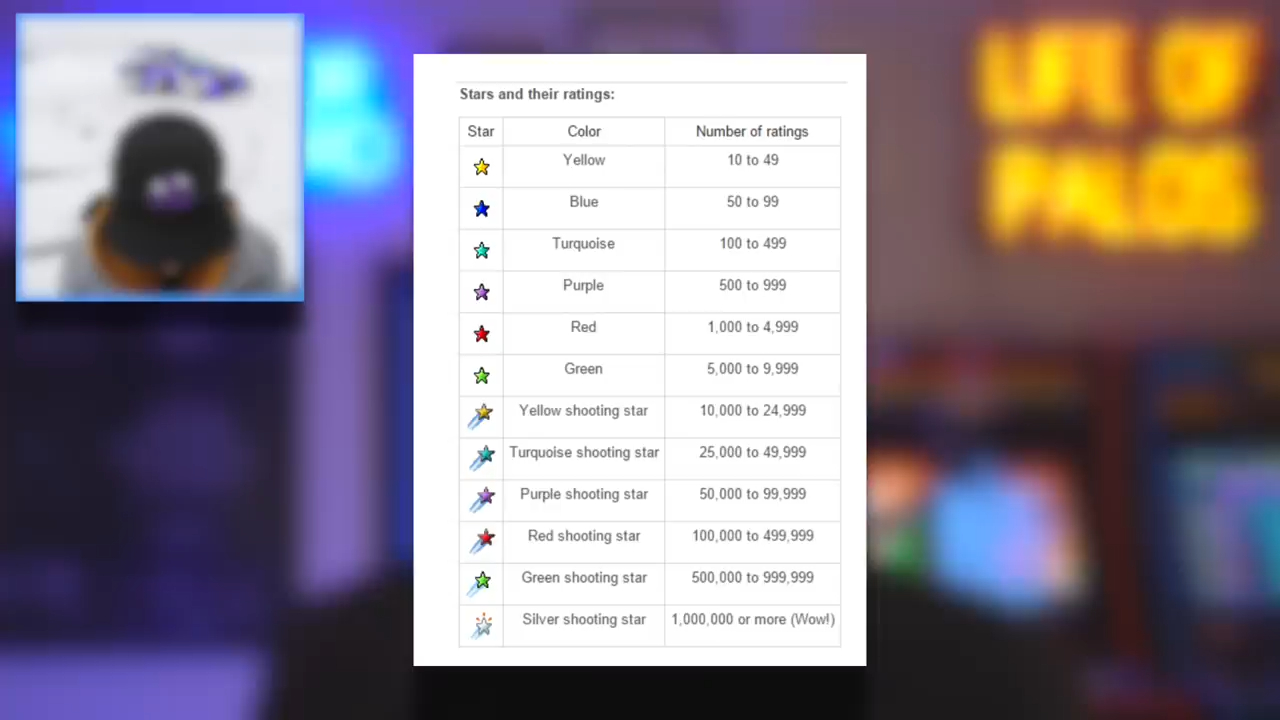 LIFE OF
PALOS
Stars and their ratings:
Star Color Number of ratings
Yellow 10 to 49
Blue 50 to 99
Turquoise 100 to 499
Purple 500 to 999
Red 1,000 to 4,999
Green 5,000 to 9,999
Yellow shooting star 10,000 to 24,999
Turquoise shooting star 25,000 to 49,999
Purple shooting star 50,000 to 99,999
Red shooting star 100,000 to 499,999
Green shooting star 500,000 to 999,999
Silver shooting star 1,000,000 or more (Wow!)